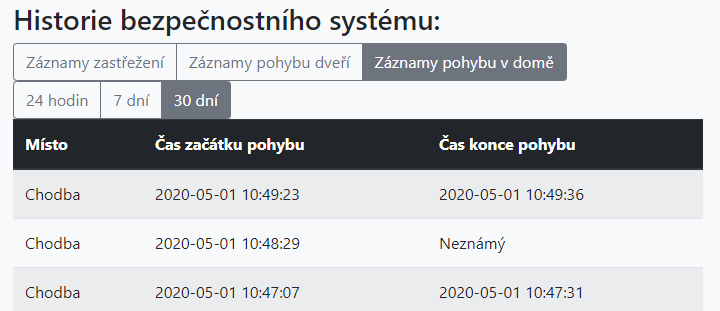 Historie bezpečnostního systému:
Záznamy zastřežení Záznamy pohybu dveří Záznamy pohybu v domě
24 hodin 7 dní 30 dní
Místo Čas začátku pohybu Čas konce pohybu
Chodba 2020-05-01 10:49:23 2020-05-01 10:49:36
Chodba 2020-05-01 10:48:29 Neznámý
Chodba 2020-05-01 10:47:07 2020-05-01 10:47:31